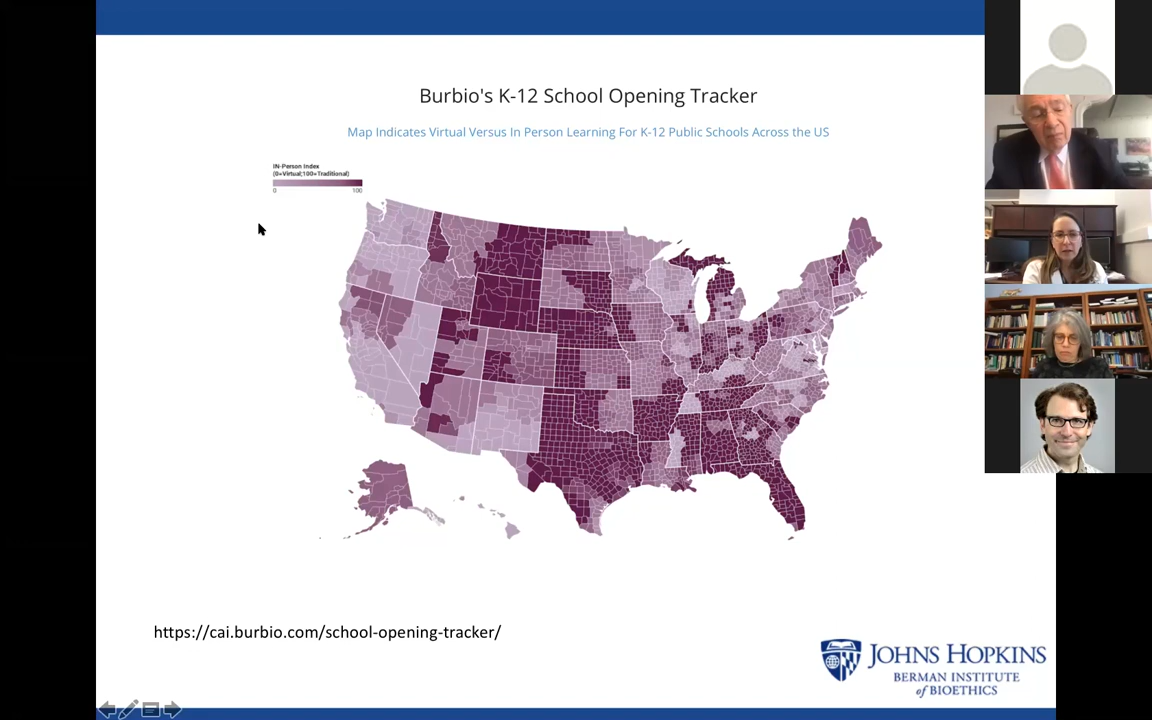 Burbio's K-12 School Opening Tracker
Map Indicates Virtual Versus In Person Learning For K-12 Public Schools Across the US
IN-Person Index
(0=Virtual;100=Traditional)
0 100
https://cai.burbio.com/school-opening-tracker/
JOHNS HOPKINS
BERMAN INSTITUTE
of BIOETHICS